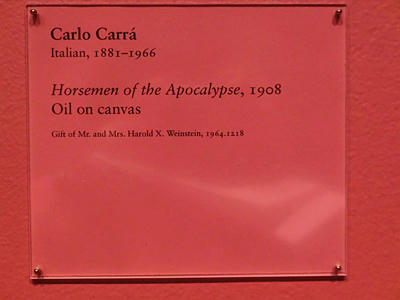 Carlo Carrá
Italian, 1881–1966
Horsemen of the Apocalypse, 1908
Oil on canvas
Gift of Mr. and Mrs. Harold X. Weinstein, 1964.1218